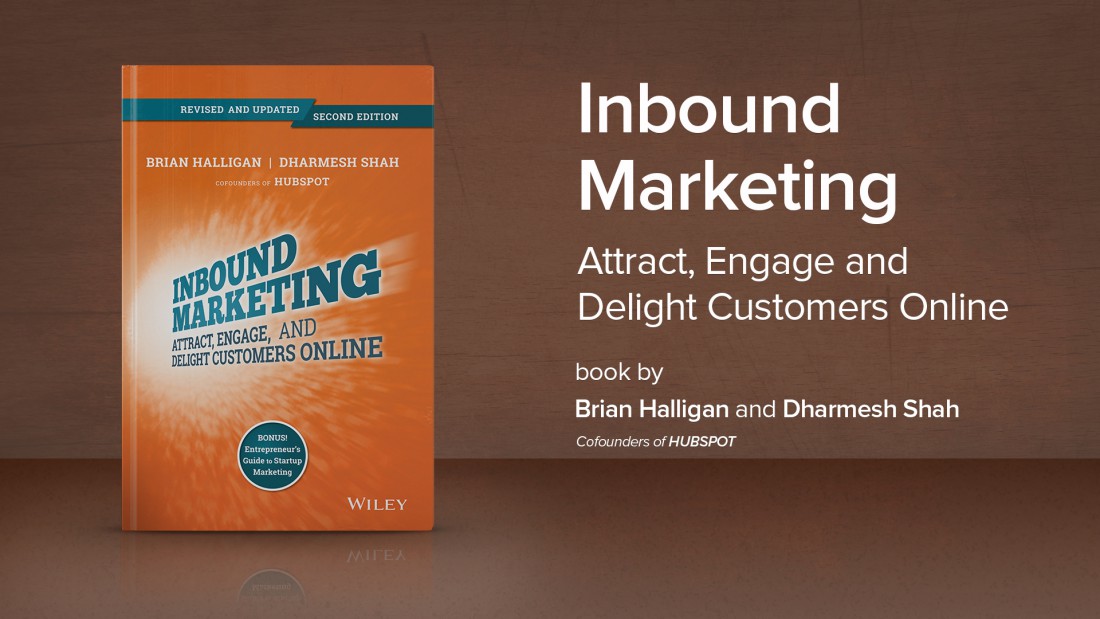 REVISED AND UPDATED
SECOND EDITION
BRIAN HALLIGAN | DHARMESH SHAH
COFOUNDERS OF HUBSPOT
INBOUND
MARKETING
ATTRACT, ENGAGE, AND
DELIGHT CUSTOMERS ONLINE
BONUS!
Entrepreneur's
Guide to Startup
Marketing
WILEY
WILEY
Inbound
Marketing
Attract, Engage and
Delight Customers Online
book by
Brian Halligan and Dharmesh Shah
Cofounders of HUBSPOT